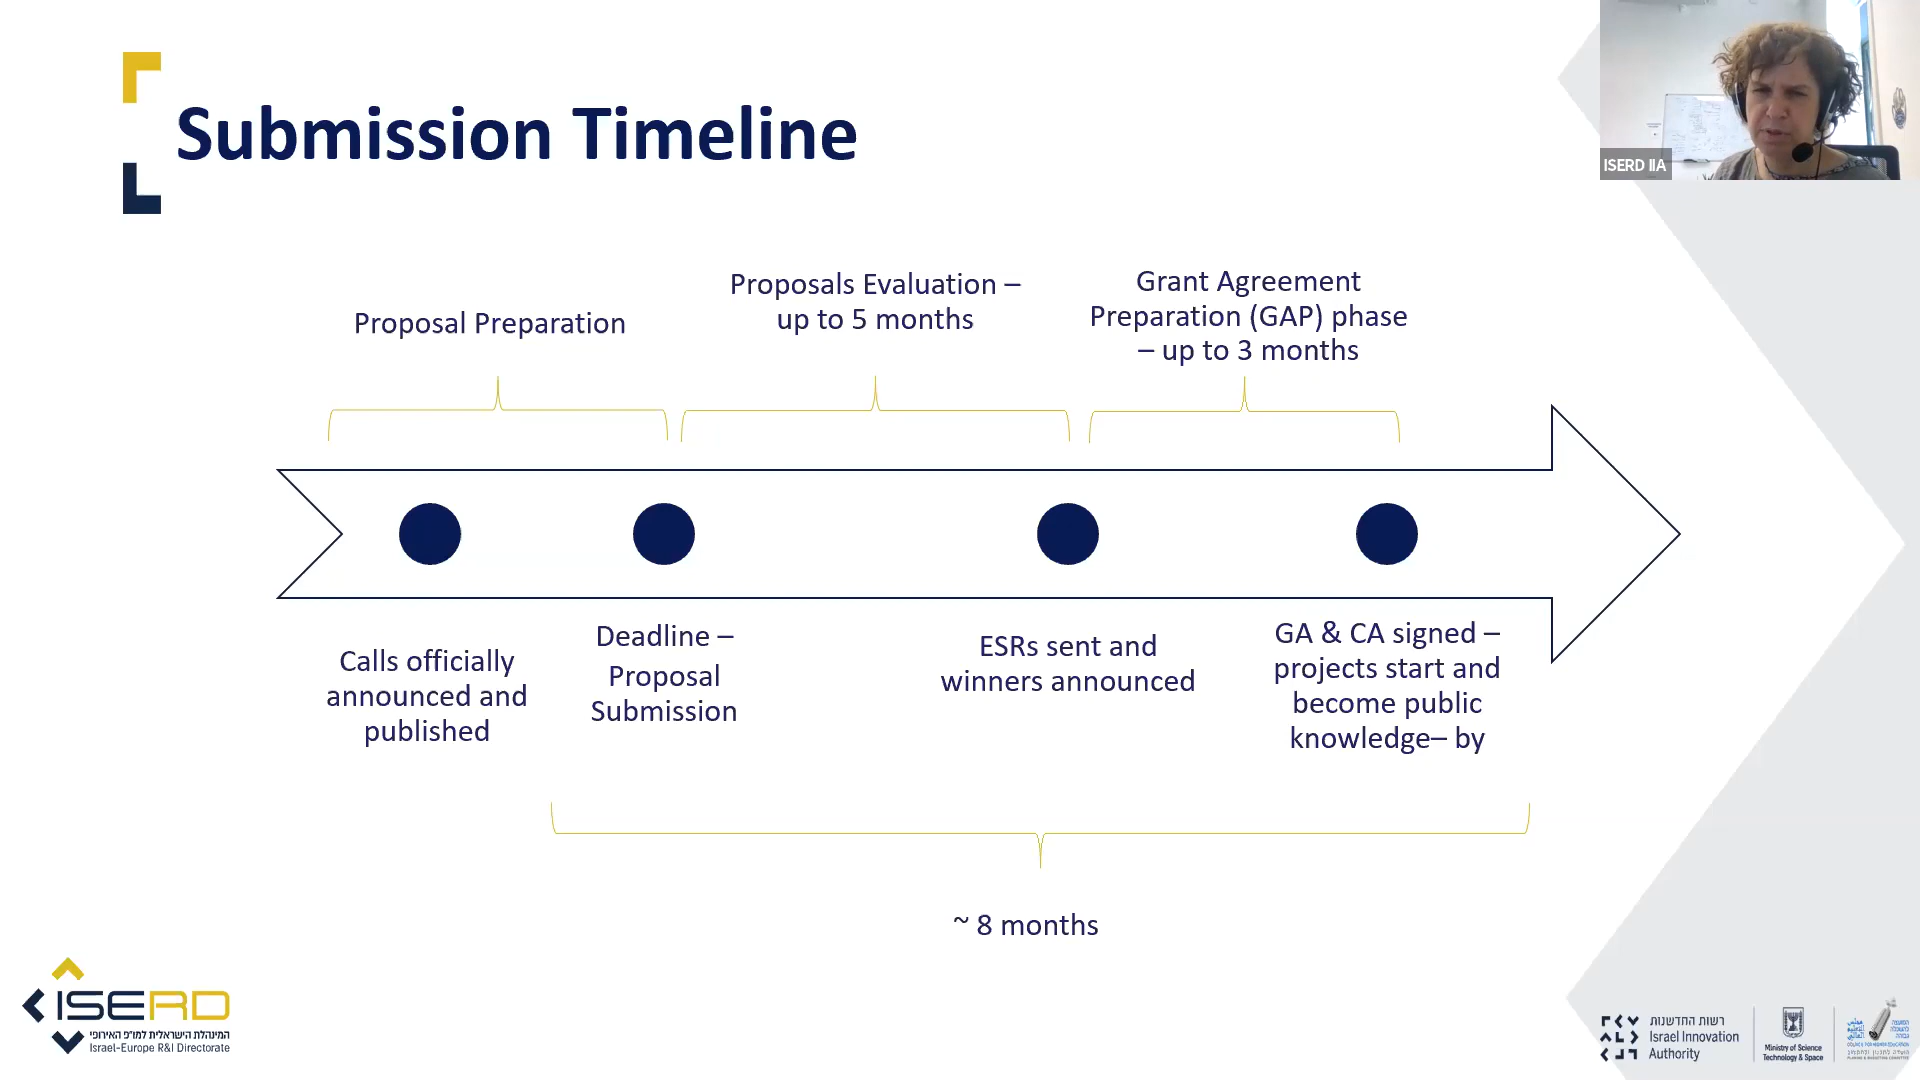 Submission Timeline
ISERD IIA
Proposal Preparation
Proposals Evaluation –
up to 5 months
Grant Agreement
Preparation (GAP) phase
– up to 3 months
Calls officially
announced and
published
Deadline –
Proposal
Submission
ESRs sent and
winners announced
GA & CA signed –
projects start and
become public
knowledge– by
~ 8 months
ISERD
המינהלת הישראלית למו״פ האירופי
Israel-Europe R&I Directorate
רשות החדשנות
Israel Innovation
Authority
Ministry of Science
Technology & Space